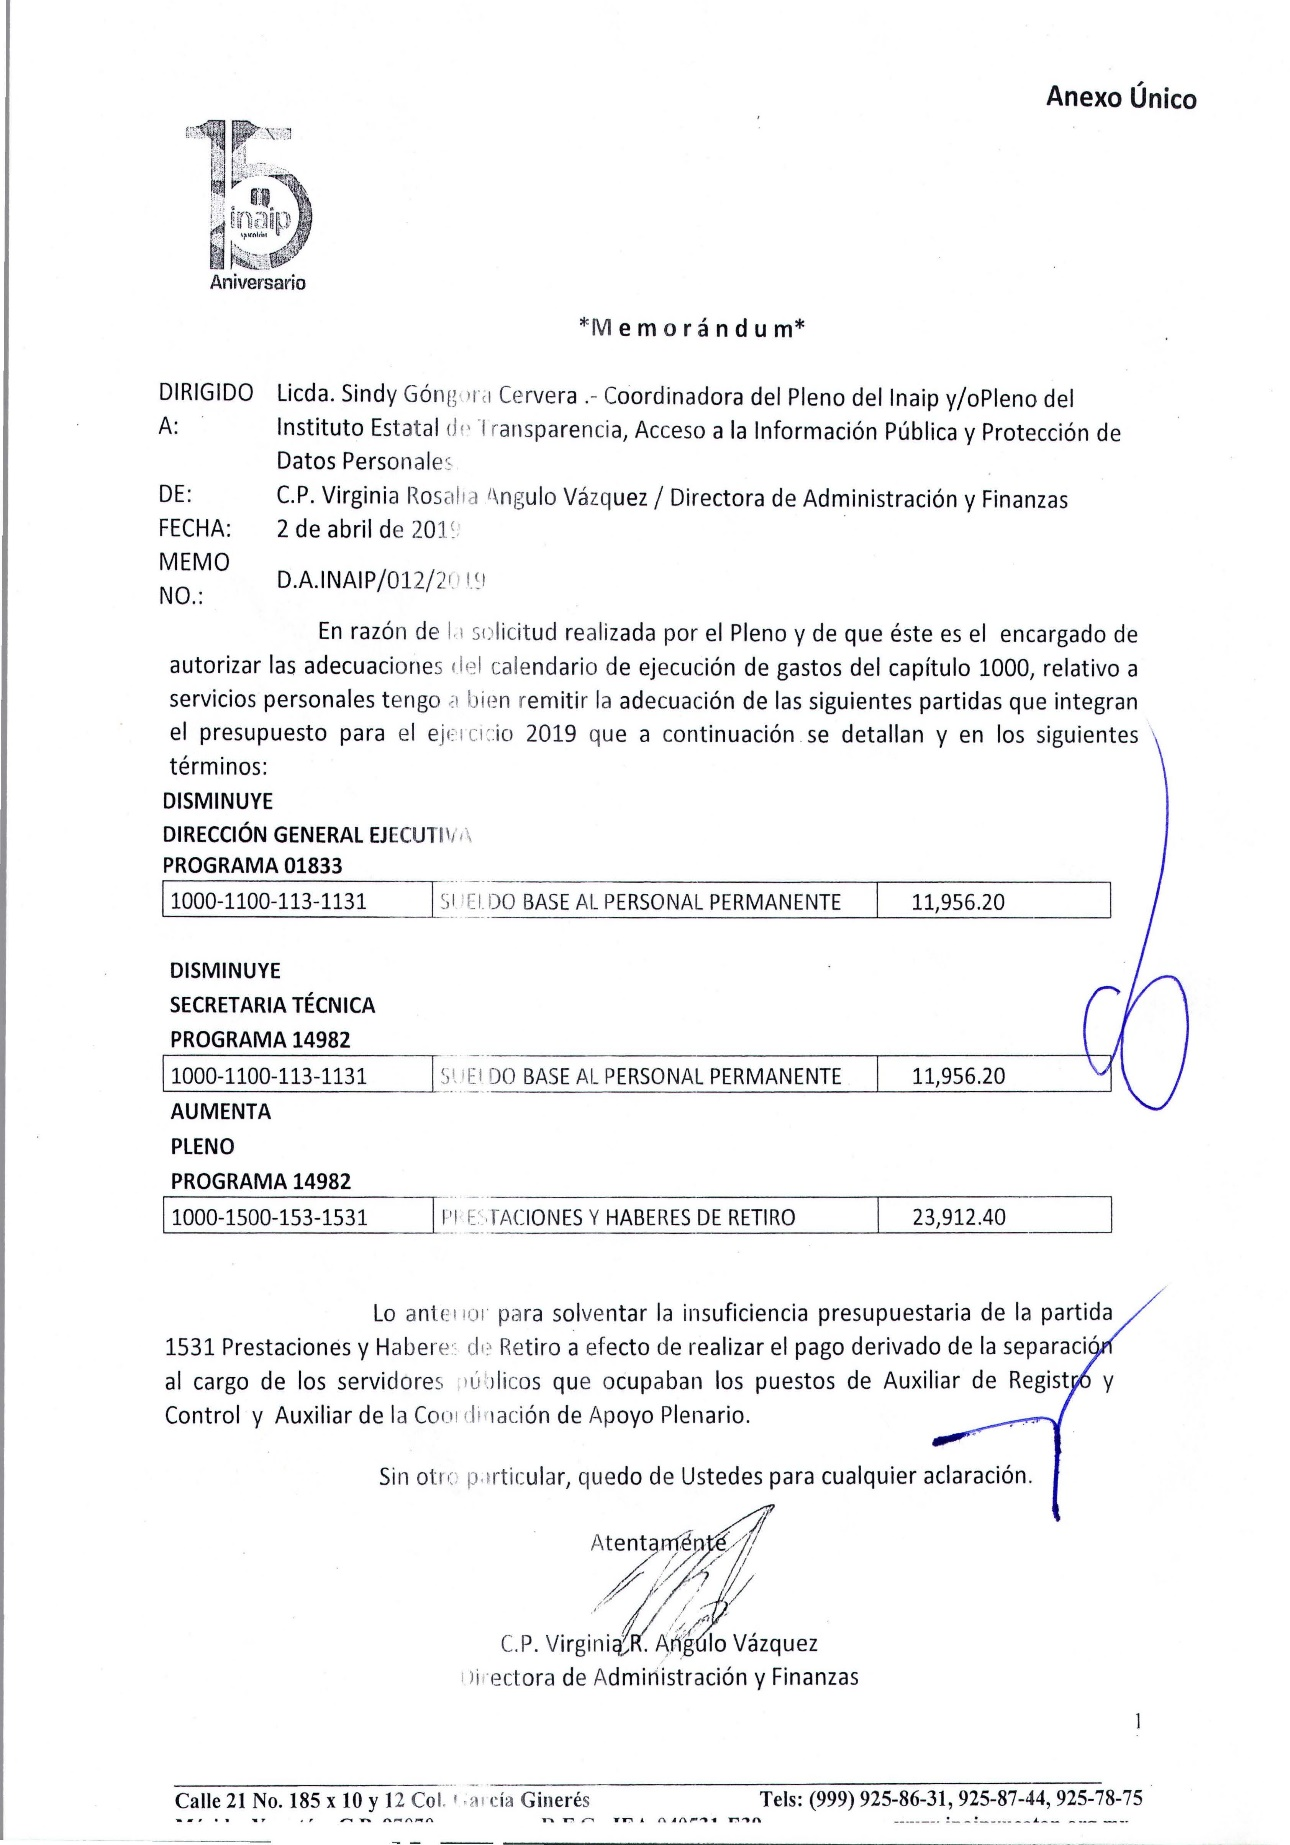 Anexo Único
15
inaip
Aniversario
*Memorándum*
DIRIGIDO A: Licda. Sindy Góngora Cervera .- Coordinadora del Pleno del Inaip y/oPleno del
Instituto Estatal de Transparencia, Acceso a la Información Pública y Protección de
Datos Personales
DE: C.P. Virginia Rosalia Angulo Vázquez / Directora de Administración y Finanzas
FECHA: 2 de abril de 2019
MEMO NO.: D.A.INAIP/012/2019
En razón de la solicitud realizada por el Pleno y de que éste es el encargado de
autorizar las adecuaciones del calendario de ejecución de gastos del capítulo 1000, relativo a
servicios personales tengo a bien remitir la adecuación de las siguientes partidas que integran
el presupuesto para el ejercicio 2019 que a continuación se detallan y en los siguientes
términos:
DISMINUYE
DIRECCIÓN GENERAL EJECUTIVA
PROGRAMA 01833
1000-1100-113-1131 SUELDO BASE AL PERSONAL PERMANENTE 11,956.20
DISMINUYE
SECRETARIA TÉCNICA
PROGRAMA 14982
1000-1100-113-1131 SUELDO BASE AL PERSONAL PERMANENTE 11,956.20
AUMENTA
PLENO
PROGRAMA 14982
1000-1500-153-1531 PRESTACIONES Y HABERES DE RETIRO 23,912.40
Lo anterior para solventar la insuficiencia presupuestaria de la partida
1531 Prestaciones y Haberes de Retiro a efecto de realizar el pago derivado de la separación
al cargo de los servidores públicos que ocupaban los puestos de Auxiliar de Registro y
Control y Auxiliar de la Coordinación de Apoyo Plenario.
Sin otro particular, quedo de Ustedes para cualquier aclaración.
Atentamente
C.P. Virginia R. Angulo Vázquez
Directora de Administración y Finanzas
1
Calle 21 No. 185 x 10 y 12 Col. García Ginerés Tels: (999) 925-86-31, 925-87-44, 925-78-75